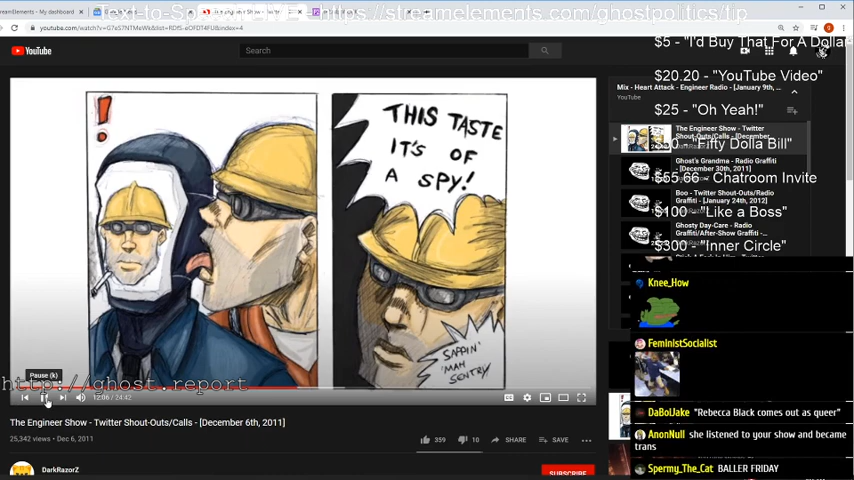 StreamElements - My dashboard
Text-to-Speech
https://streamelements.com/ghostpolitics/tip
youtube.com/watch?v=
YouTube
Search
$5 - "I'd Buy That For A Dollar
$20.20 - "YouTube Video"
$25 - "Oh Yeah!"
"Fifty Dolla Bill"
$55.66 - Chatroom Invite
$100 - "Like a Boss"
$300 - "Inner Circle"
Mix - Heart Attack - Engineer Radio - [January 9th,...
YouTube
The Engineer Show - Twitter
Shout-Outs/Calls - [December
Ghost's Grandma - Radio Graffiti
- [December 30th, 2011]
Boo - Twitter Shout-Outs/Radio
Graffiti - [January 24th, 2012]
Ghosty Day-Care - Radio
Graffiti/After-Show Graffiti -...
!
THIS TASTE
IT'S OF
A SPY!
SAPPIN'
'MAH
SENTRY
Pause (k)
http://ghost.report
12:06 / 24:42
The Engineer Show - Twitter Shout-Outs/Calls - [December 6th, 2011]
25,342 views • Dec 6, 2011
359
10
SHARE
SAVE
DarkRazorZ
SUBSCRIBE
Knee_How
FeministSocialist
DaBoiJake "Rebecca Black comes out as queer"
AnonNull she listened to your show and became
trans
Spermy_The_Cat BALLER FRIDAY